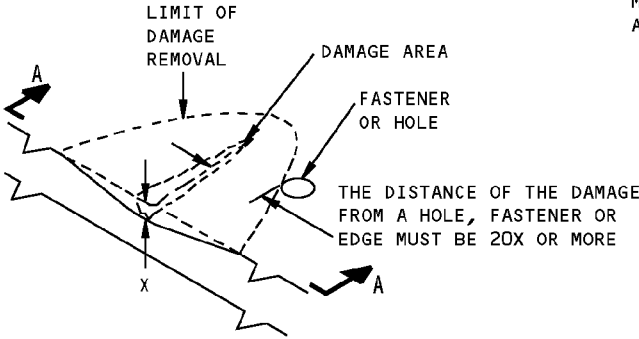 LIMIT OF
DAMAGE
REMOVAL
DAMAGE AREA
A
FASTENER
OR HOLE
THE DISTANCE OF THE DAMAGE
FROM A HOLE, FASTENER OR
EDGE MUST BE 20X OR MORE
X
A